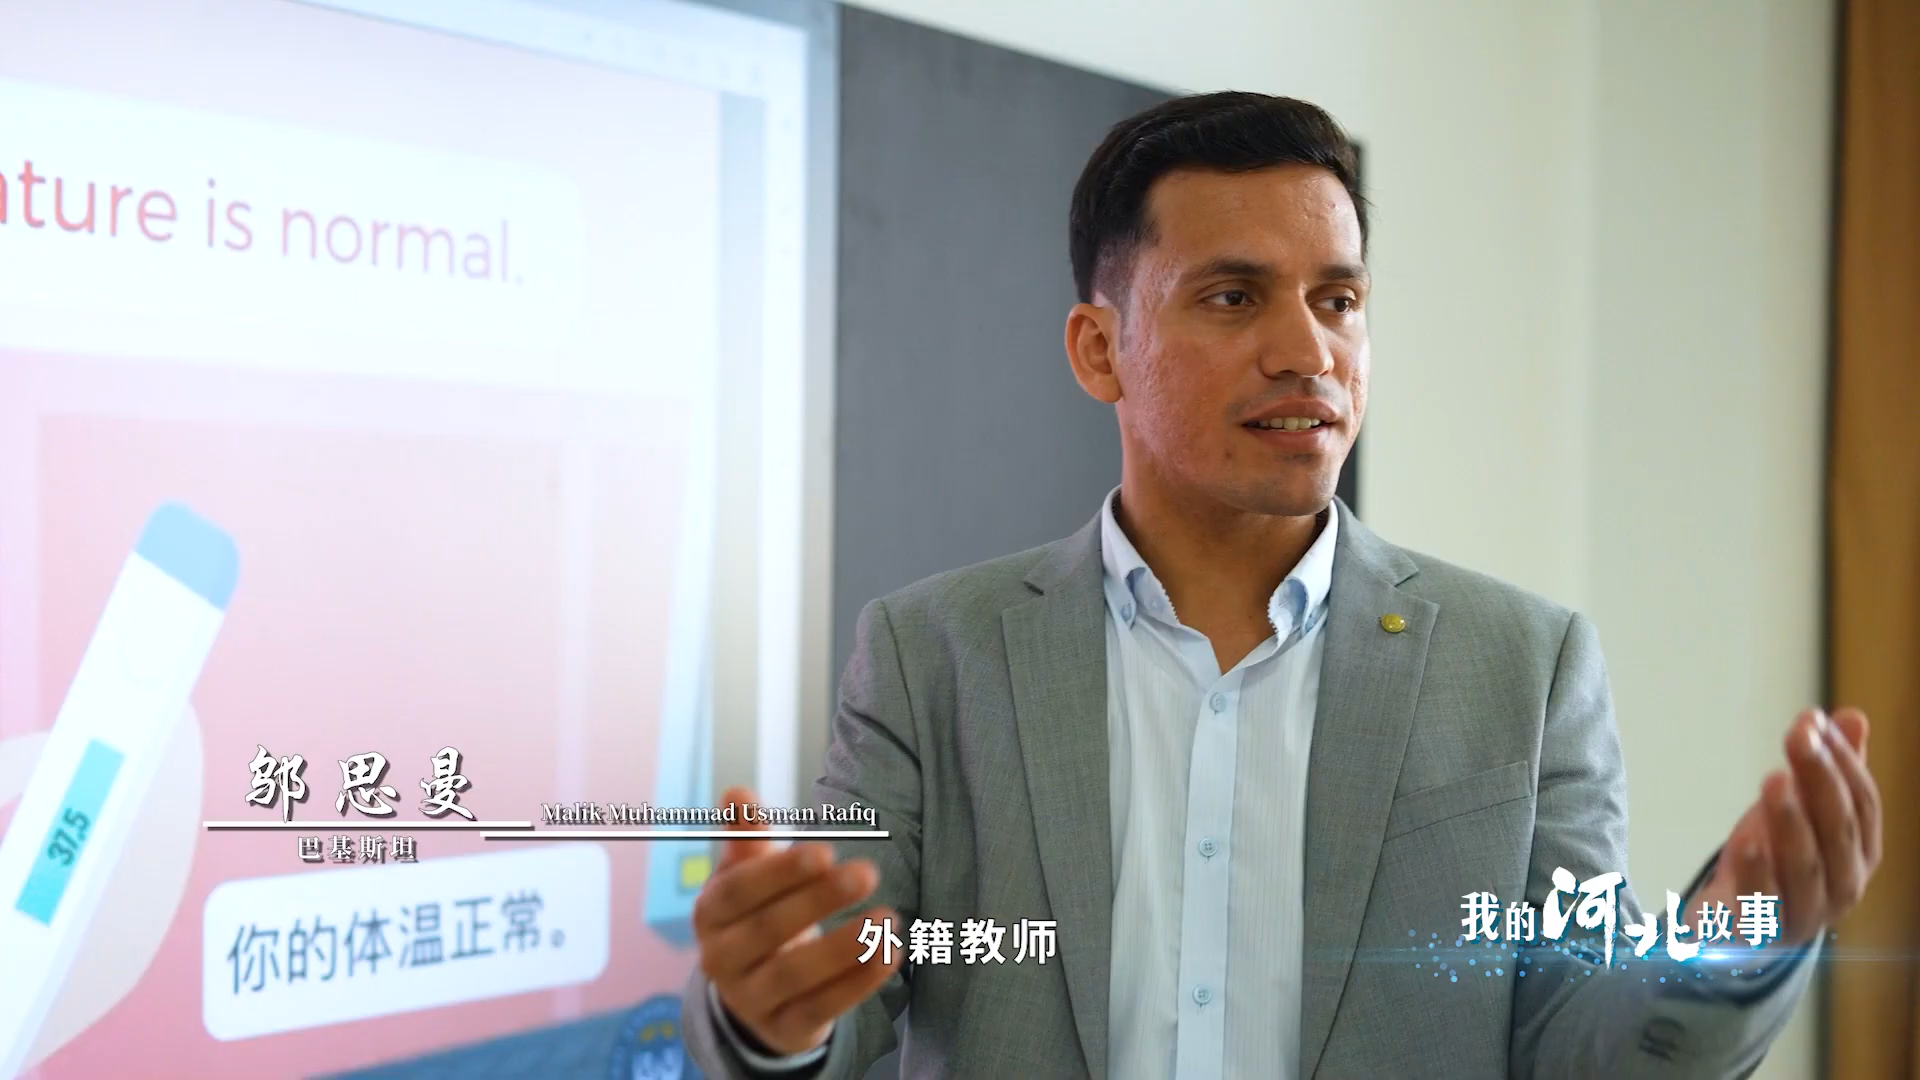 ature is normal.
37.5
邬思曼
Malik Muhammad Usman Rafiq
巴基斯坦
你的体温正常。
外籍教师
我的河北故事